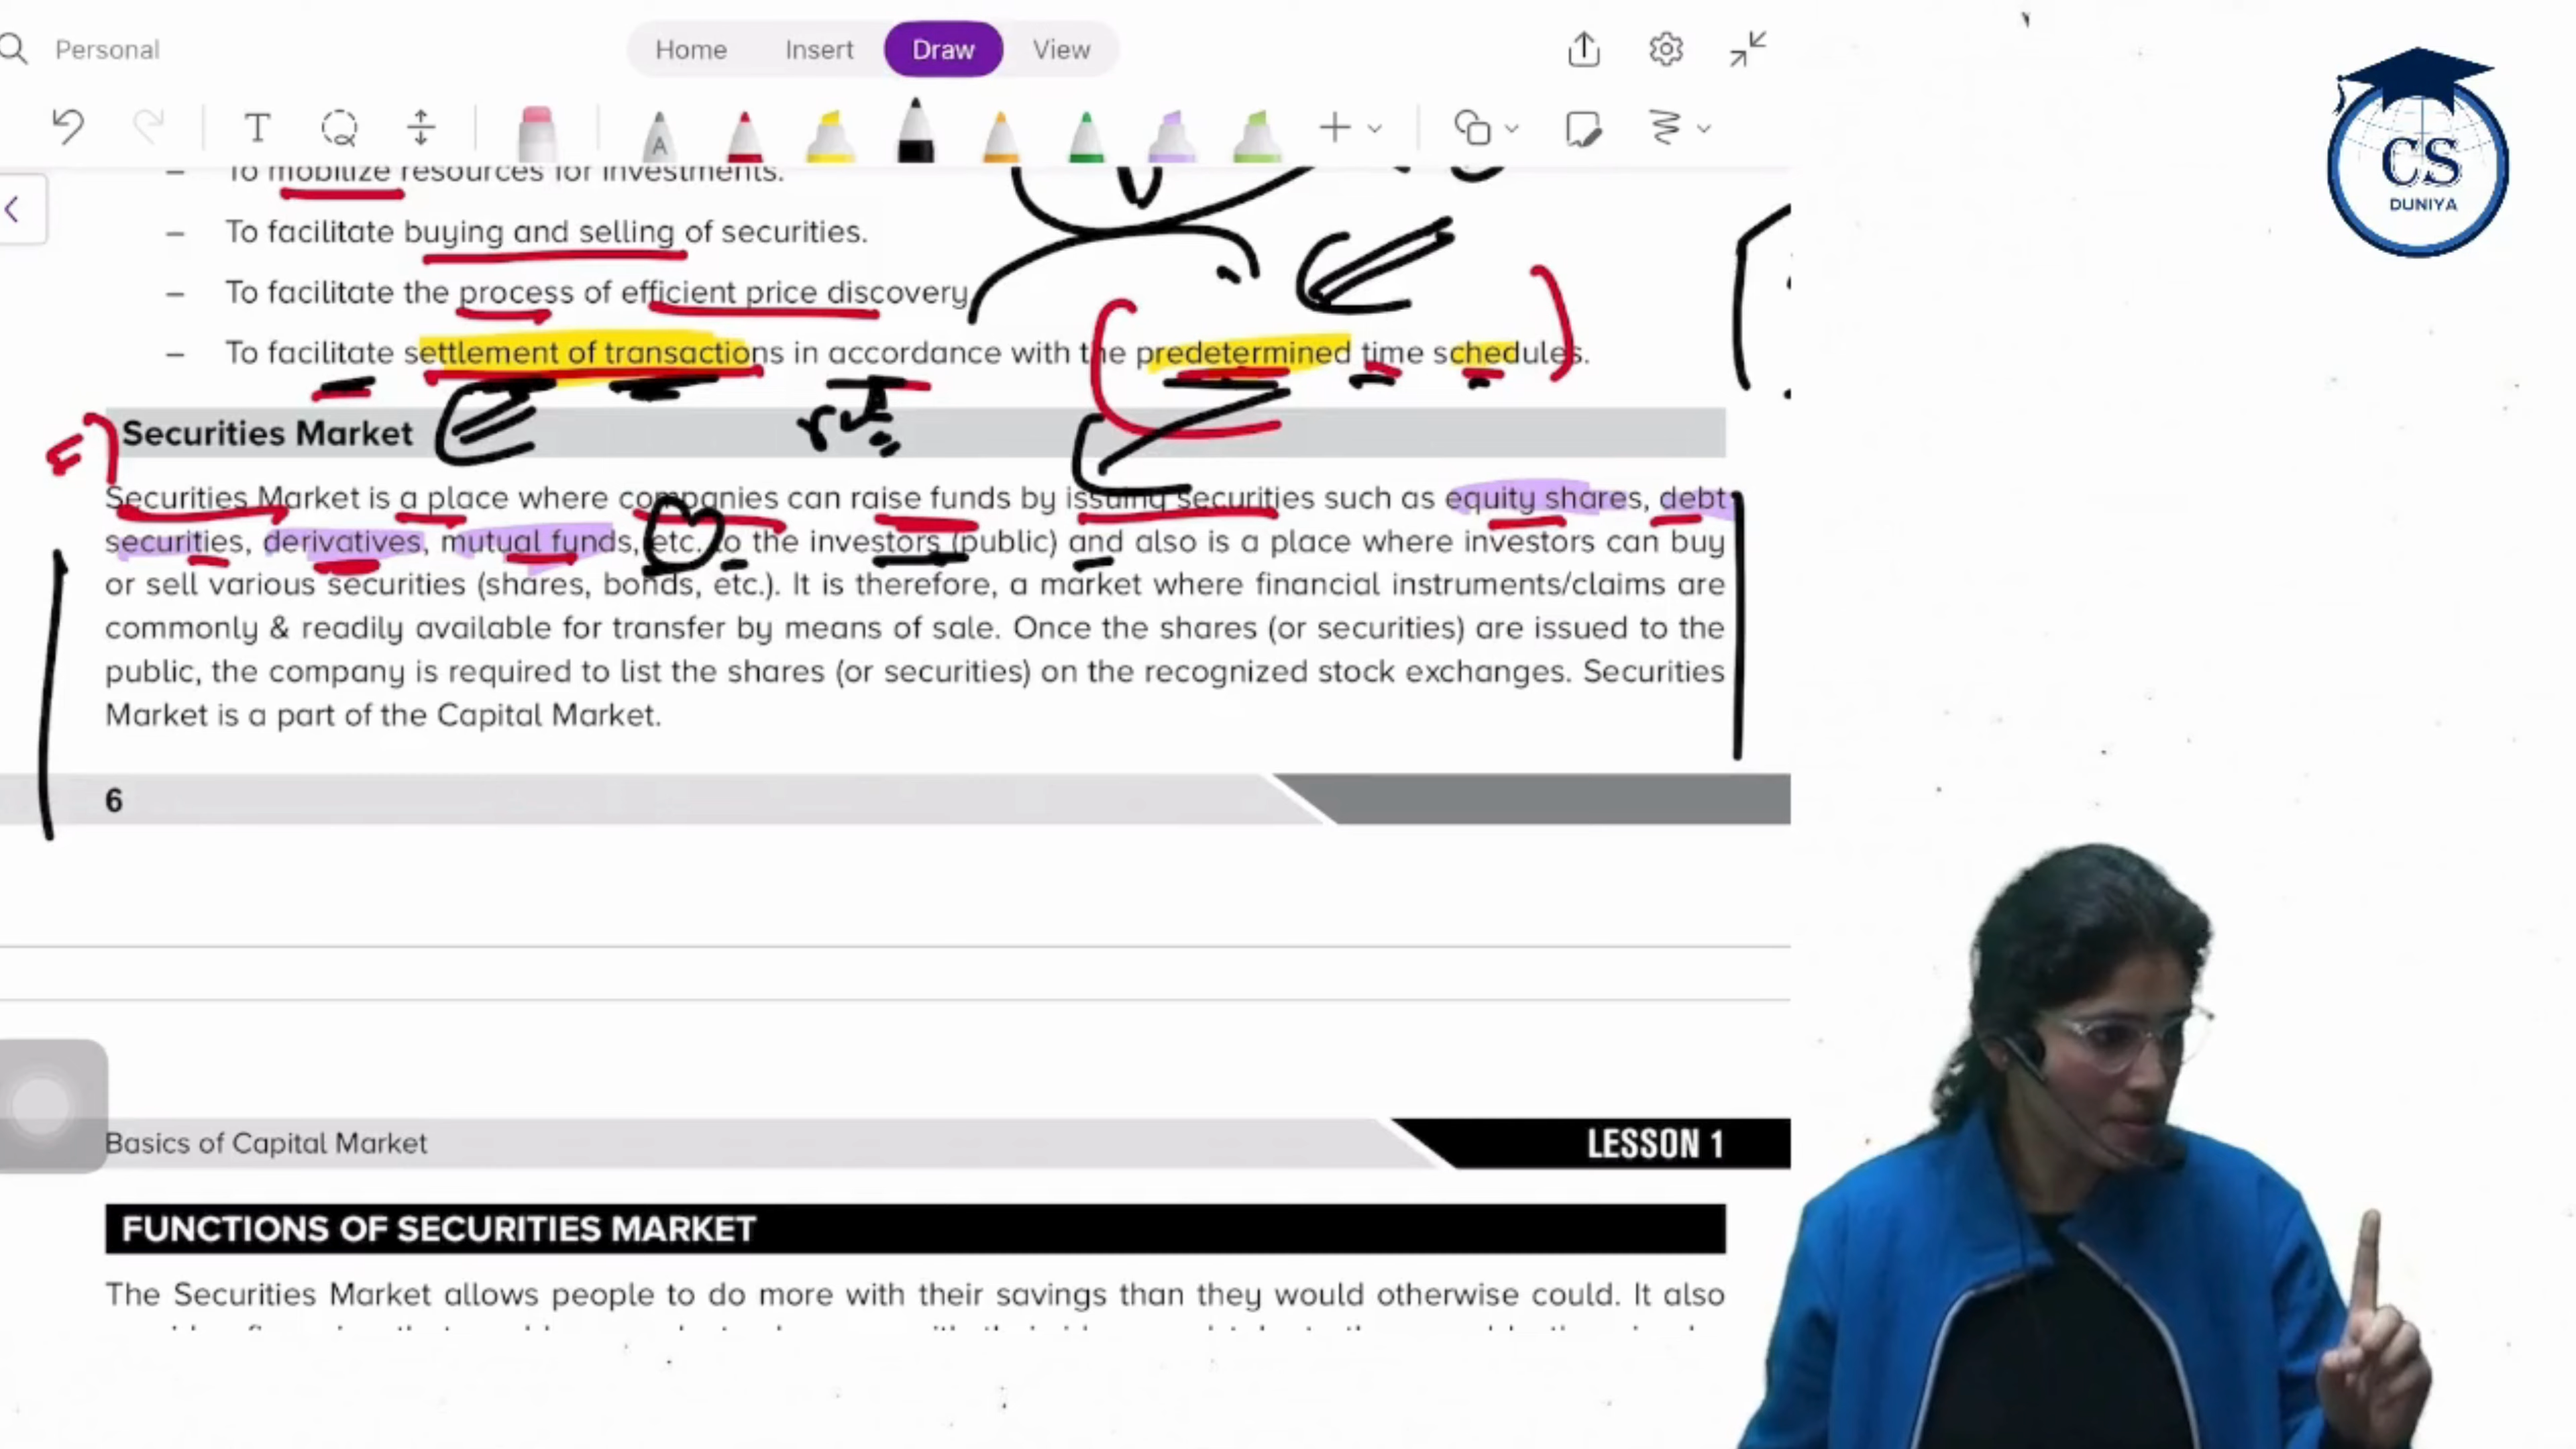 Personal
Home Insert Draw View
T
A
CS
DUNIYA
– To mobilize resources for investments.
– To facilitate buying and selling of securities.
– To facilitate the process of efficient price discovery
– To facilitate settlement of transactions in accordance with the predetermined time schedules.
Securities Market
Securities Market is a place where companies can raise funds by issuing securities such as equity shares, debt
securities, derivatives, mutual funds, etc. to the investors (public) and also is a place where investors can buy
or sell various securities (shares, bonds, etc.). It is therefore, a market where financial instruments/claims are
commonly & readily available for transfer by means of sale. Once the shares (or securities) are issued to the
public, the company is required to list the shares (or securities) on the recognized stock exchanges. Securities
Market is a part of the Capital Market.
6
Basics of Capital Market
LESSON 1
FUNCTIONS OF SECURITIES MARKET
The Securities Market allows people to do more with their savings than they would otherwise could. It also